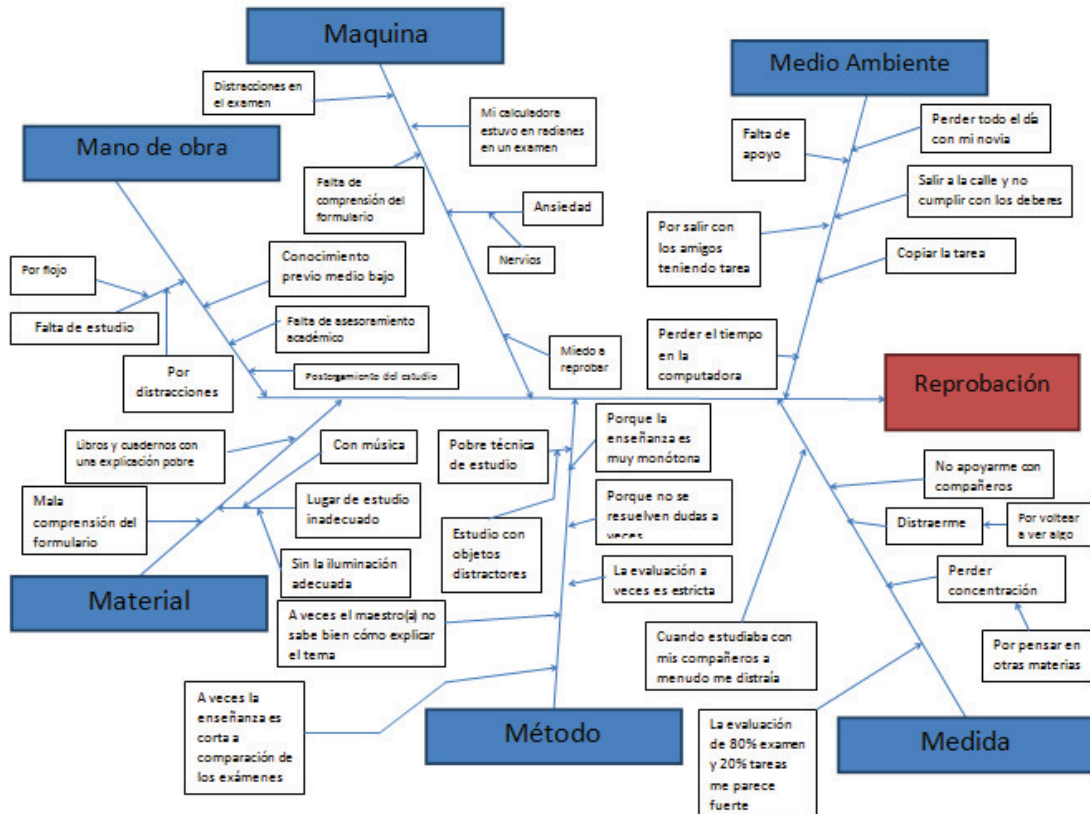 Maquina
Medio Ambiente
Mano de obra
Distracciones en
el examen
Mi calculadora
estuvo en radianes
en un examen
Falta de
comprensión del
formulario
Ansiedad
Nervios
Miedo a
reprobar
Falta de
apoyo
Perder todo el día
con mi novia
Salir a la calle y no
cumplir con los deberes
Por salir con
los amigos
teniendo tarea
Copiar la tarea
Perder el tiempo
en la
computadora
Por flojo
Falta de estudio
Por
distracciones
Conocimiento
previo medio bajo
Falta de asesoramiento
académico
Postergamiento del estudio
Reprobación
Libros y cuadernos con
una explicación pobre
Con música
Mala
comprensión del
formulario
Lugar de estudio
inadecuado
Sin la iluminación
adecuada
Material
Pobre técnica
de estudio
Porque la
enseñanza es
muy monótona
Estudio con
objetos
distractores
Porque no se
resuelven dudas a
veces
La evaluación a
veces es estricta
A veces el maestro(a) no
sabe bien cómo explicar
el tema
A veces la
enseñanza es
corta a
comparación de
los exámenes
Método
Cuando estudiaba con
mis compañeros a
menudo me distraía
No apoyarme con
compañeros
Distraerme
Por voltear
a ver algo
Perder
concentración
Por pensar en
otras materias
La evaluación
de 80% examen
y 20% tareas
me parece
fuerte
Medida